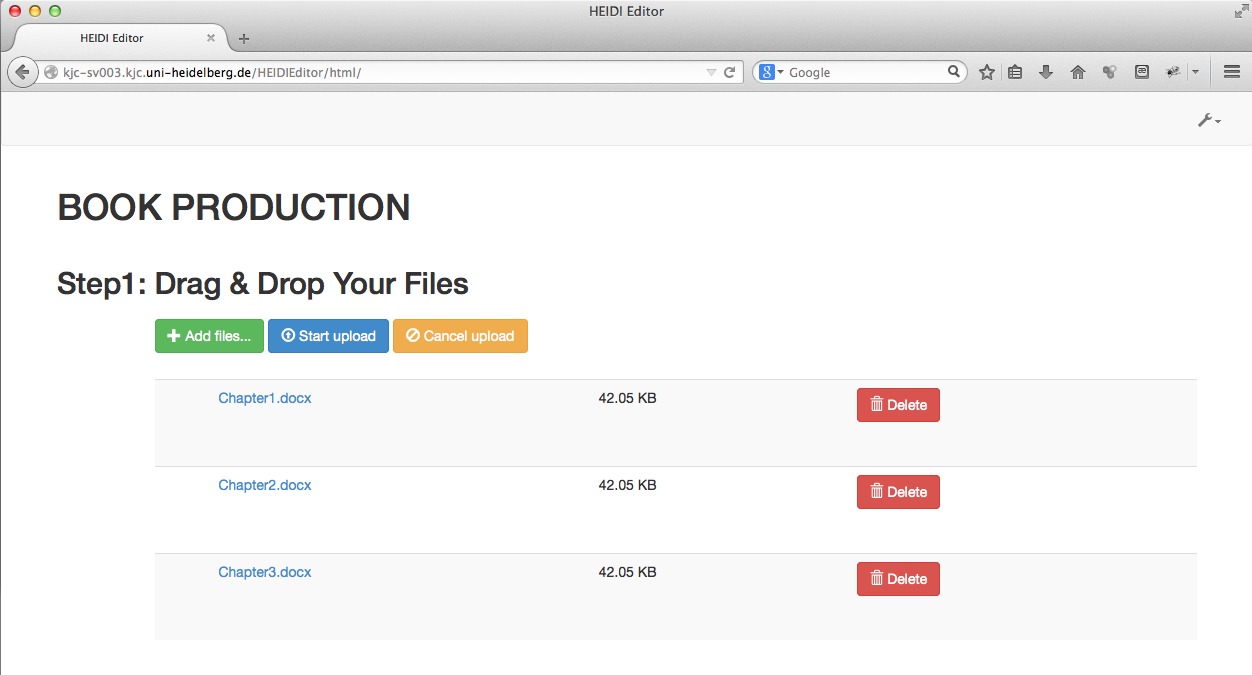 HEIDI Editor
HEIDI Editor
kjc-sv003.kjc.uni-heidelberg.de/HEIDIEditor/html/
8 Google
BOOK PRODUCTION
Step1: Drag & Drop Your Files
Add files... Start upload Cancel upload
Chapter1.docx 42.05 KB Delete
Chapter2.docx 42.05 KB Delete
Chapter3.docx 42.05 KB Delete